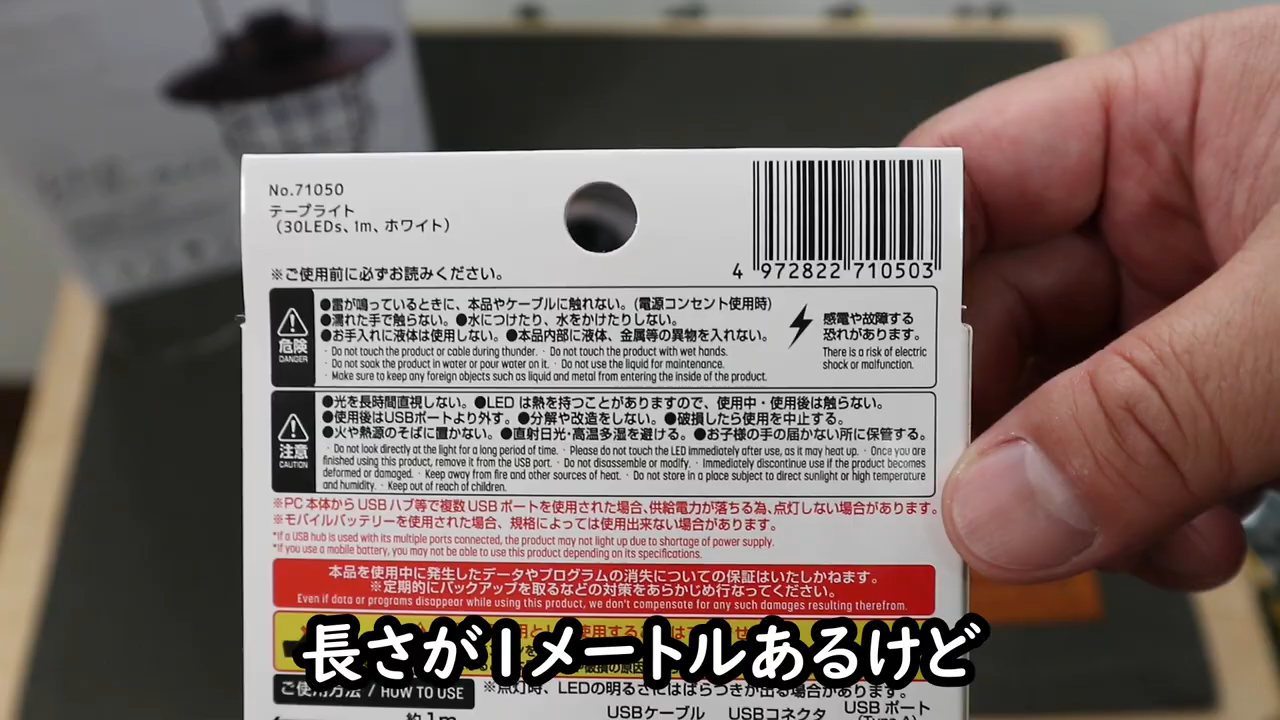 No.71050
テープライト
（30LEDs、1m、ホワイト）
4 972822 710503
※ご使用前に必ずお読みください。
危険
DANGER
●雷が鳴っているときに、本品やケーブルに触れない。(電源コンセント使用時)
●濡れた手で触らない。●水につけたり、水をかけたりしない。
●お手入れに液体は使用しない。●本品内部に液体、金属等の異物を入れない。
· Do not touch the product or cable during thunder. · Do not touch the product with wet hands.
· Do not soak the product in water or pour water on it. · Do not use the liquid for maintenance.
· Make sure to keep any foreign objects such as liquid and metal from entering the inside of the product.
感電や故障する
恐れがあります。
There is a risk of electric
shock or malfunction.
注意
CAUTION
●光を長時間直視しない。●LED は熱を持つことがありますので、使用中・使用後は触らない。
●使用後はUSBポートより外す。●分解や改造をしない。●破損したら使用を中止する。
●火や熱源のそばに置かない。●直射日光・高温多湿を避ける。●お子様の手の届かない所に保管する。
· Do not look directly at the light for a long period of time. · Please do not touch the LED immediately after use, as it may heat up. · Once you are
finished using this product, remove it from the USB port. · Do not disassemble or modify. · Immediately discontinue use if the product becomes
deformed or damaged. · Keep away from fire and other sources of heat. · Do not store in a place subject to direct sunlight or high temperature
and humidity. · Keep out of reach of children.
※PC 本体から USB ハブ等で複数 USB ポートを使用された場合、供給電力が落ちる為、点灯しない場合があります。
※モバイルバッテリーを使用された場合、規格によっては使用出来ない場合があります。
*If a USB hub is used with its multiple ports connected, the product may not light up due to shortage of power supply.
*If you use a mobile battery, you may not be able to use this product depending on its specifications.
本品を使用中に発生したデータやプログラムの消失についての保証はいたしかねます。
※定期的にバックアップを取るなどの対策をあらかじめ行なってください。
Even if data or programs disappear while using this product, we don't compensate for any such damages resulting therefrom.
長さが1メートルあるけど
ご使用方法 / HOW TO USE
※点灯時、LEDの明るさにはばらつきが出る場合があります。
約1m
USBケーブル
USBコネクタ
USB ポート
(Type A)